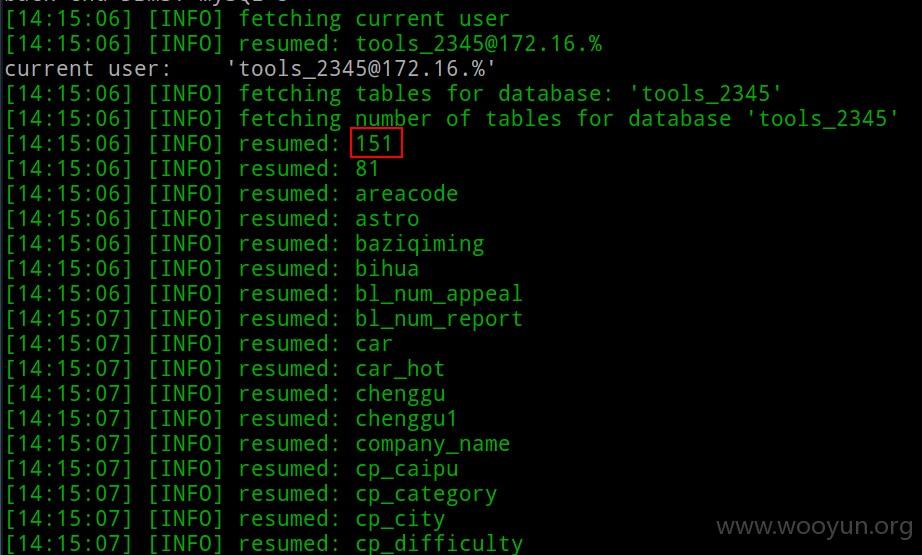 [14:15:06] [INFO] fetching current user
[14:15:06] [INFO] resumed: tools_2345@172.16.%
current user:    'tools_2345@172.16.%'
[14:15:06] [INFO] fetching tables for database: 'tools_2345'
[14:15:06] [INFO] fetching number of tables for database 'tools_2345'
[14:15:06] [INFO] resumed: 151
[14:15:06] [INFO] resumed: 81
[14:15:06] [INFO] resumed: areacode
[14:15:06] [INFO] resumed: astro
[14:15:06] [INFO] resumed: baziqiming
[14:15:06] [INFO] resumed: bihua
[14:15:06] [INFO] resumed: bl_num_appeal
[14:15:07] [INFO] resumed: bl_num_report
[14:15:07] [INFO] resumed: car
[14:15:07] [INFO] resumed: car_hot
[14:15:07] [INFO] resumed: chenggu
[14:15:07] [INFO] resumed: chenggu1
[14:15:07] [INFO] resumed: company_name
[14:15:07] [INFO] resumed: cp_caipu
[14:15:07] [INFO] resumed: cp_category
[14:15:07] [INFO] resumed: cp_city
[14:15:07] [INFO] resumed: cp_difficulty
www.wooyun.org